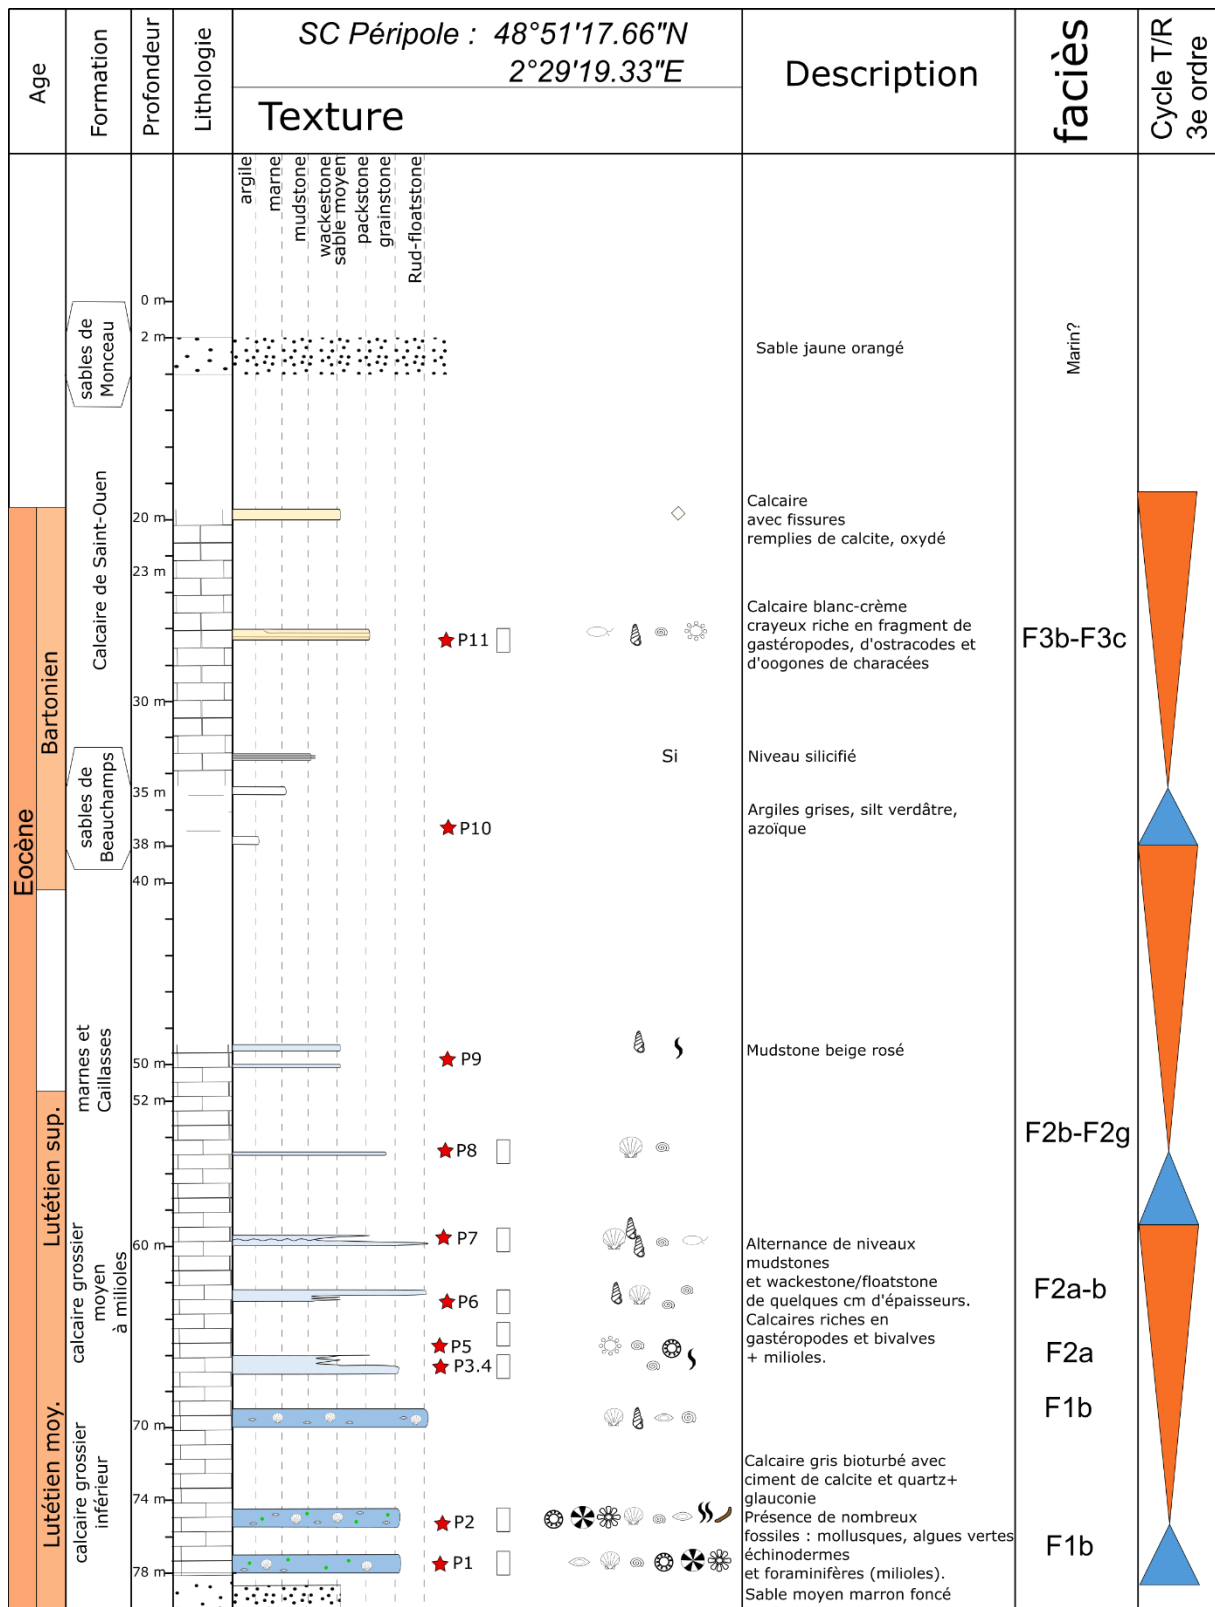 Age
Formation
Profondeur
Lithologie
SC Péripole : 48°51'17.66"N
2°29'19.33"E
Texture
Description
faciès
Cycle T/R
3e ordre
argile
marne
mudstone
wackestone
sable moyen
packstone
grainstone
Rud-floatstone
Eocène
Bartonien
Lutétien sup.
Lutétien moy.
sables de
Monceau
Calcaire de Saint-Ouen
sables de
Beauchamps
marnes et
Caillasses
calcaire grossier
moyen
à milioles
calcaire grossier
inférieur
0 m
2 m
20 m
23 m
30 m
35 m
38 m
40 m
50 m
52 m
60 m
70 m
74 m
78 m
P11
P10
P9
P8
P7
P6
P5
P3.4
P2
P1
Si
Sable jaune orangé
Calcaire
avec fissures
remplies de calcite, oxydé
Calcaire blanc-crème
crayeux riche en fragment de
gastéropodes, d'ostracodes et
d'oogones de characées
Niveau silicifié
Argiles grises, silt verdâtre,
azoïque
Mudstone beige rosé
Alternance de niveaux
mudstones
et wackestone/floatstone
de quelques cm d'épaisseurs.
Calcaires riches en
gastéropodes et bivalves
+ milioles.
Calcaire gris bioturbé avec
ciment de calcite et quartz+
glauconie
Présence de nombreux
fossiles : mollusques, algues vertes
échinodermes
et foraminifères (milioles).
Sable moyen marron foncé
Marin?
F3b-F3c
F2b-F2g
F2a-b
F2a
F1b
F1b